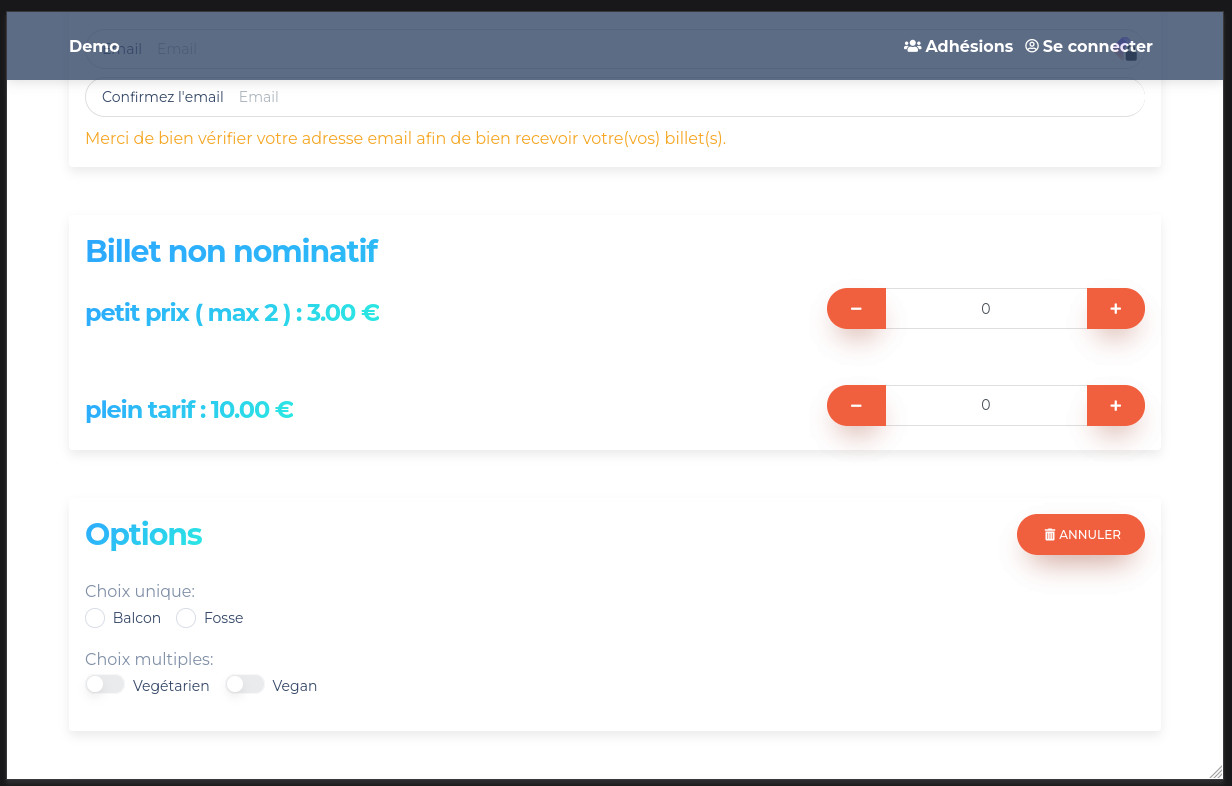 Demo
Adhésions
Se connecter
Email Email
Confirmez l'email Email
Merci de bien vérifier votre adresse email afin de bien recevoir votre(vos) billet(s).
Billet non nominatif
petit prix ( max 2 ) : 3.00 €
− 0 +
plein tarif : 10.00 €
− 0 +
Options
ANNULER
Choix unique:
Balcon Fosse
Choix multiples:
Vegétarien Vegan